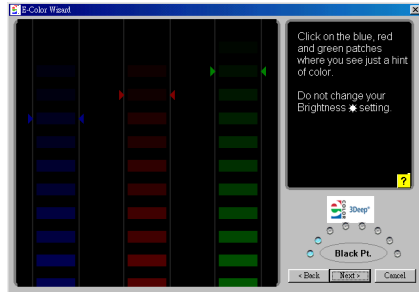 E-Color Wizard
Click on the blue, red
and green patches
where you see just a hint
of color.
Do not change your
Brightness setting.
?
3Deep®
Black Pt.
< Back
Next >
Cancel